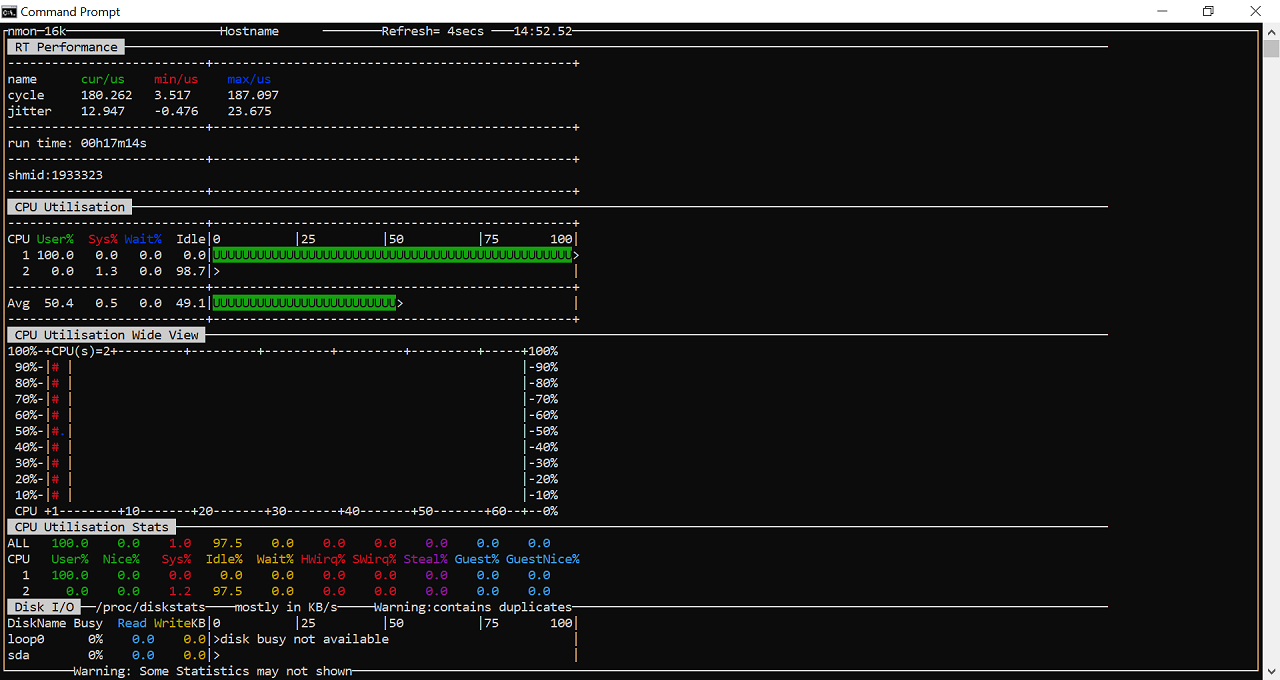 Command Prompt
nmon-16k Hostname Refresh= 4secs 14:52.52
RT Performance
name cur/us min/us max/us
cycle 180.262 3.517 187.097
jitter 12.947 -0.476 23.675
run time: 00h17m14s
shmid:1933323
CPU Utilisation
CPU User% Sys% Wait% Idle|0 |25 |50 |75 100|
1 100.0 0.0 0.0 0.0|UUUUUUUUUUUUUUUUUUUUUUUUUUUUUUUUUUUUUUUUUUUUUUUUU>
2 0.0 1.3 0.0 98.7|> |
Avg 50.4 0.5 0.0 49.1|UUUUUUUUUUUUUUUUUUUUUUUUU> |
CPU Utilisation Wide View
100%-+CPU(s)=2+---------+---------+---------+---------+---------+-----+100%
90%-|# | |-90%
80%-|# | |-80%
70%-|# | |-70%
60%-|# | |-60%
50%-|#.| |-50%
40%-|# | |-40%
30%-|# | |-30%
20%-|# | |-20%
10%-|# | |-10%
CPU +1--------+10-------+20-------+30-------+40-------+50-------+60--+--0%
CPU Utilisation Stats
ALL 100.0 0.0 1.0 97.5 0.0 0.0 0.0 0.0 0.0 0.0
CPU User% Nice% Sys% Idle% Wait% HWirq% SWirq% Steal% Guest% GuestNice%
1 100.0 0.0 0.0 0.0 0.0 0.0 0.0 0.0 0.0 0.0
2 0.0 0.0 1.2 97.5 0.0 0.0 0.0 0.0 0.0 0.0
Disk I/O /proc/diskstats mostly in KB/s Warning:contains duplicates
DiskName Busy Read WriteKB|0 |25 |50 |75 100|
loop0 0% 0.0 0.0|>disk busy not available |
sda 0% 0.0 0.0|> |
Warning: Some Statistics may not shown